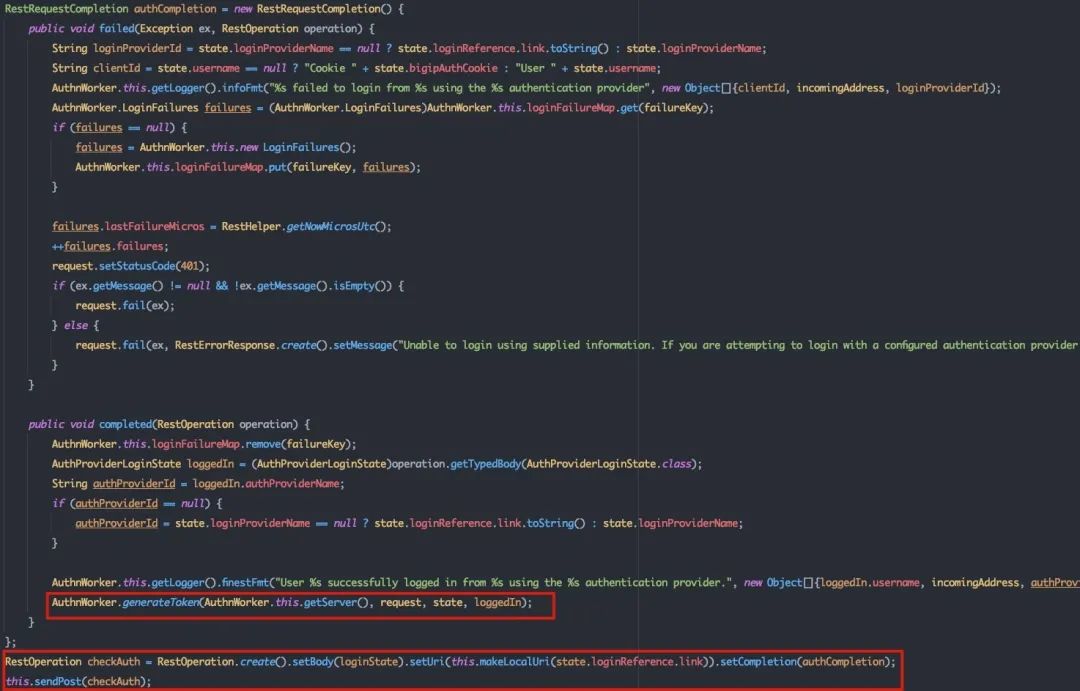 RestRequestCompletion authCompletion = new RestRequestCompletion() {
public void failed(Exception ex, RestOperation operation) {
String loginProviderId = state.loginProviderName == null ? state.loginReference.link.toString() : state.loginProviderName;
String clientId = state.username == null ? "Cookie " + state.bigipAuthCookie : "User " + state.username;
AuthnWorker.this.getLogger().infoFmt("%s failed to login from %s using the %s authentication provider", new Object[]{clientId, incomingAddress, loginProviderId});
AuthnWorker.LoginFailures failures = (AuthnWorker.LoginFailures)AuthnWorker.this.loginFailureMap.get(failureKey);
if (failures == null) {
failures = AuthnWorker.this.new LoginFailures();
AuthnWorker.this.loginFailureMap.put(failureKey, failures);
}
failures.lastFailureMicros = RestHelper.getNowMicrosUtc();
++failures.failures;
request.setStatusCode(401);
if (ex.getMessage() != null && !ex.getMessage().isEmpty()) {
request.fail(ex);
} else {
request.fail(ex, RestErrorResponse.create().setMessage("Unable to login using supplied information. If you are attempting to login with a configured authentication provider
}
}
public void completed(RestOperation operation) {
AuthnWorker.this.loginFailureMap.remove(failureKey);
AuthProviderLoginState loggedIn = (AuthProviderLoginState)operation.getTypedBody(AuthProviderLoginState.class);
String authProviderId = loggedIn.authProviderName;
if (authProviderId == null) {
authProviderId = state.loginProviderName == null ? state.loginReference.link.toString() : state.loginProviderName;
}
AuthnWorker.this.getLogger().finestFmt("User %s successfully logged in from %s using the %s authentication provider.", new Object[]{loggedIn.username, incomingAddress, authProv
AuthnWorker.generateToken(AuthnWorker.this.getServer(), request, state, loggedIn);
}
};
RestOperation checkAuth = RestOperation.create().setBody(loginState).setUri(this.makeLocalUri(state.loginReference.link)).setCompletion(authCompletion);
this.sendPost(checkAuth);